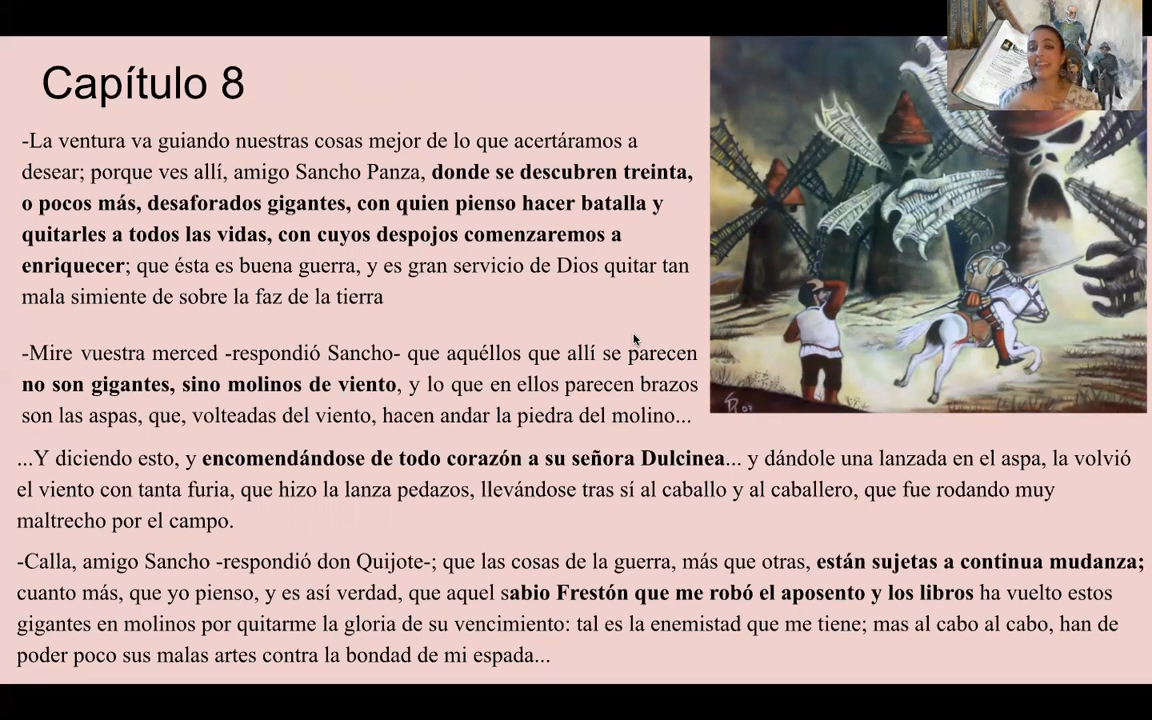 Capítulo 8
-La ventura va guiando nuestras cosas mejor de lo que acertáramos a
desear; porque ves allí, amigo Sancho Panza, donde se descubren treinta,
o pocos más, desaforados gigantes, con quien pienso hacer batalla y
quitarles a todos las vidas, con cuyos despojos comenzaremos a
enriquecer; que ésta es buena guerra, y es gran servicio de Dios quitar tan
mala simiente de sobre la faz de la tierra
-Mire vuestra merced -respondió Sancho- que aquéllos que allí se parecen
no son gigantes, sino molinos de viento, y lo que en ellos parecen brazos
son las aspas, que, volteadas del viento, hacen andar la piedra del molino...
...Y diciendo esto, y encomendándose de todo corazón a su señora Dulcinea... y dándole una lanzada en el aspa, la volvió
el viento con tanta furia, que hizo la lanza pedazos, llevándose tras sí al caballo y al caballero, que fue rodando muy
maltrecho por el campo.
-Calla, amigo Sancho -respondió don Quijote-; que las cosas de la guerra, más que otras, están sujetas a continua mudanza;
cuanto más, que yo pienso, y es así verdad, que aquel sabio Frestón que me robó el aposento y los libros ha vuelto estos
gigantes en molinos por quitarme la gloria de su vencimiento: tal es la enemistad que me tiene; mas al cabo al cabo, han de
poder poco sus malas artes contra la bondad de mi espada...